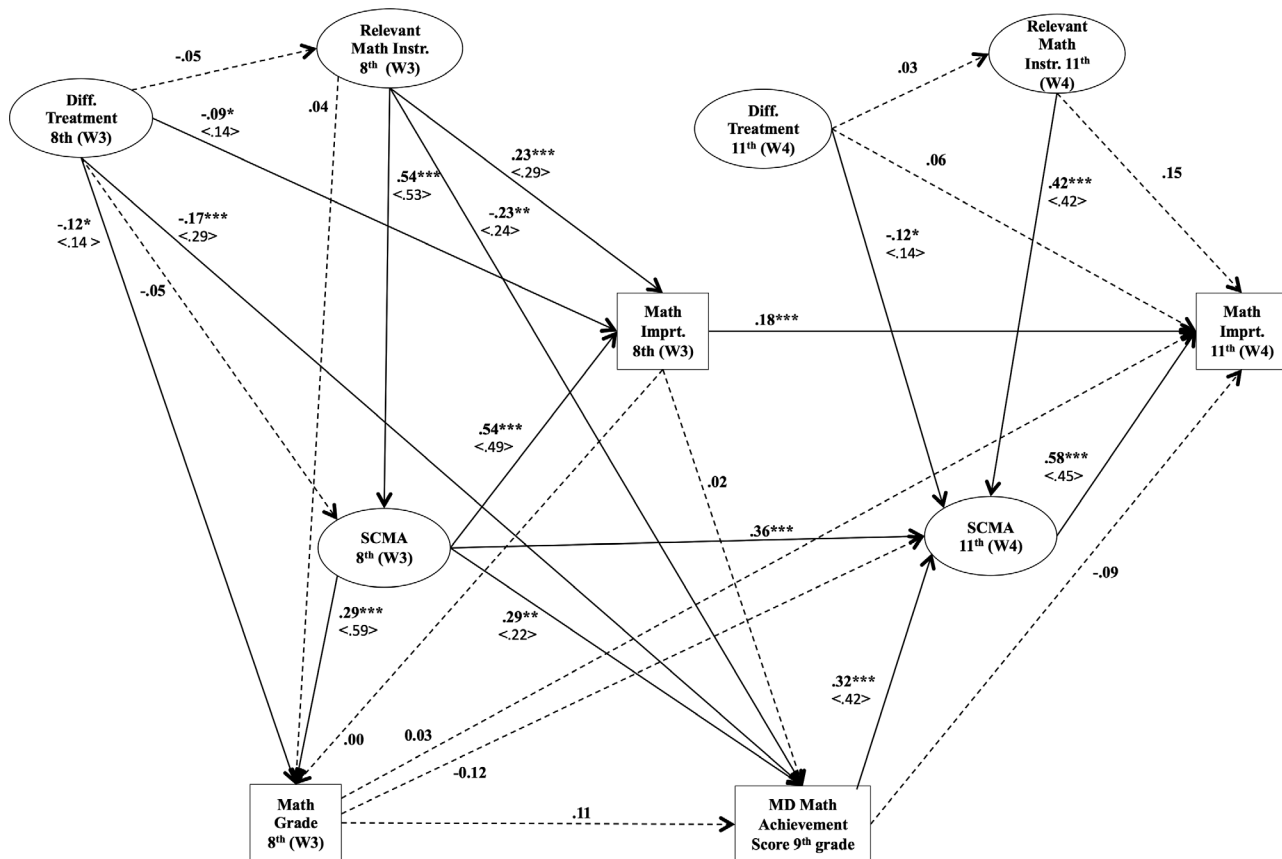 Relevant
Math Instr.
8th (W3)
Relevant
Math
Instr. 11th
(W4)
-.05
.03
Diff.
Treatment
8th (W3)
.04
Diff.
Treatment
11th (W4)
-.09*
<.14>
.06
.23***
<.29>
.15
.54***
<.53>
.42***
<.42>
-.12*
<.14 >
-.17***
<.29>
-.23**
<.24>
-.12*
<.14>
-.05
Math
Imprt.
8th (W3)
.18***
Math
Imprt.
11th (W4)
.54***
<.49>
.02
.58***
<.45>
SCMA
8th (W3)
.36***
SCMA
11th (W4)
-.09
.29***
<.59>
.29**
<.22>
.32***
<.42>
.00
0.03
-0.12
Math
Grade
8th (W3)
.11
MD Math
Achievement
Score 9th grade